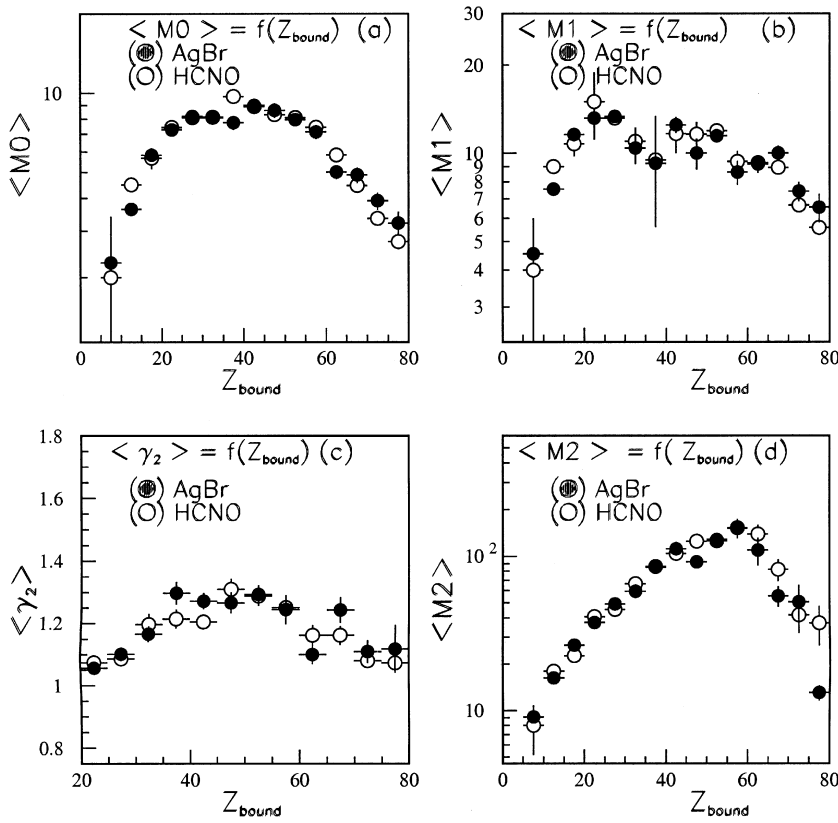 < M0 > = f(Z_bound) (a)
(●) AgBr
(○) HCNO
10
<M0>
0 20 40 60 80
Z_bound
< M1 > = f(Z_bound) (b)
(●) AgBr
(○) HCNO
30
20
10
9
8
7
6
5
4
3
<M1>
0 20 40 60 80
Z_bound
< γ₂ > = f(Z_bound) (c)
(●) AgBr
(○) HCNO
1.8
1.6
1.4
1.2
1
0.8
<γ₂>
20 40 60 80
Z_bound
< M2 > = f( Z_bound) (d)
(●) AgBr
(○) HCNO
10²
10
<M2>
0 20 40 60 80
Z_bound